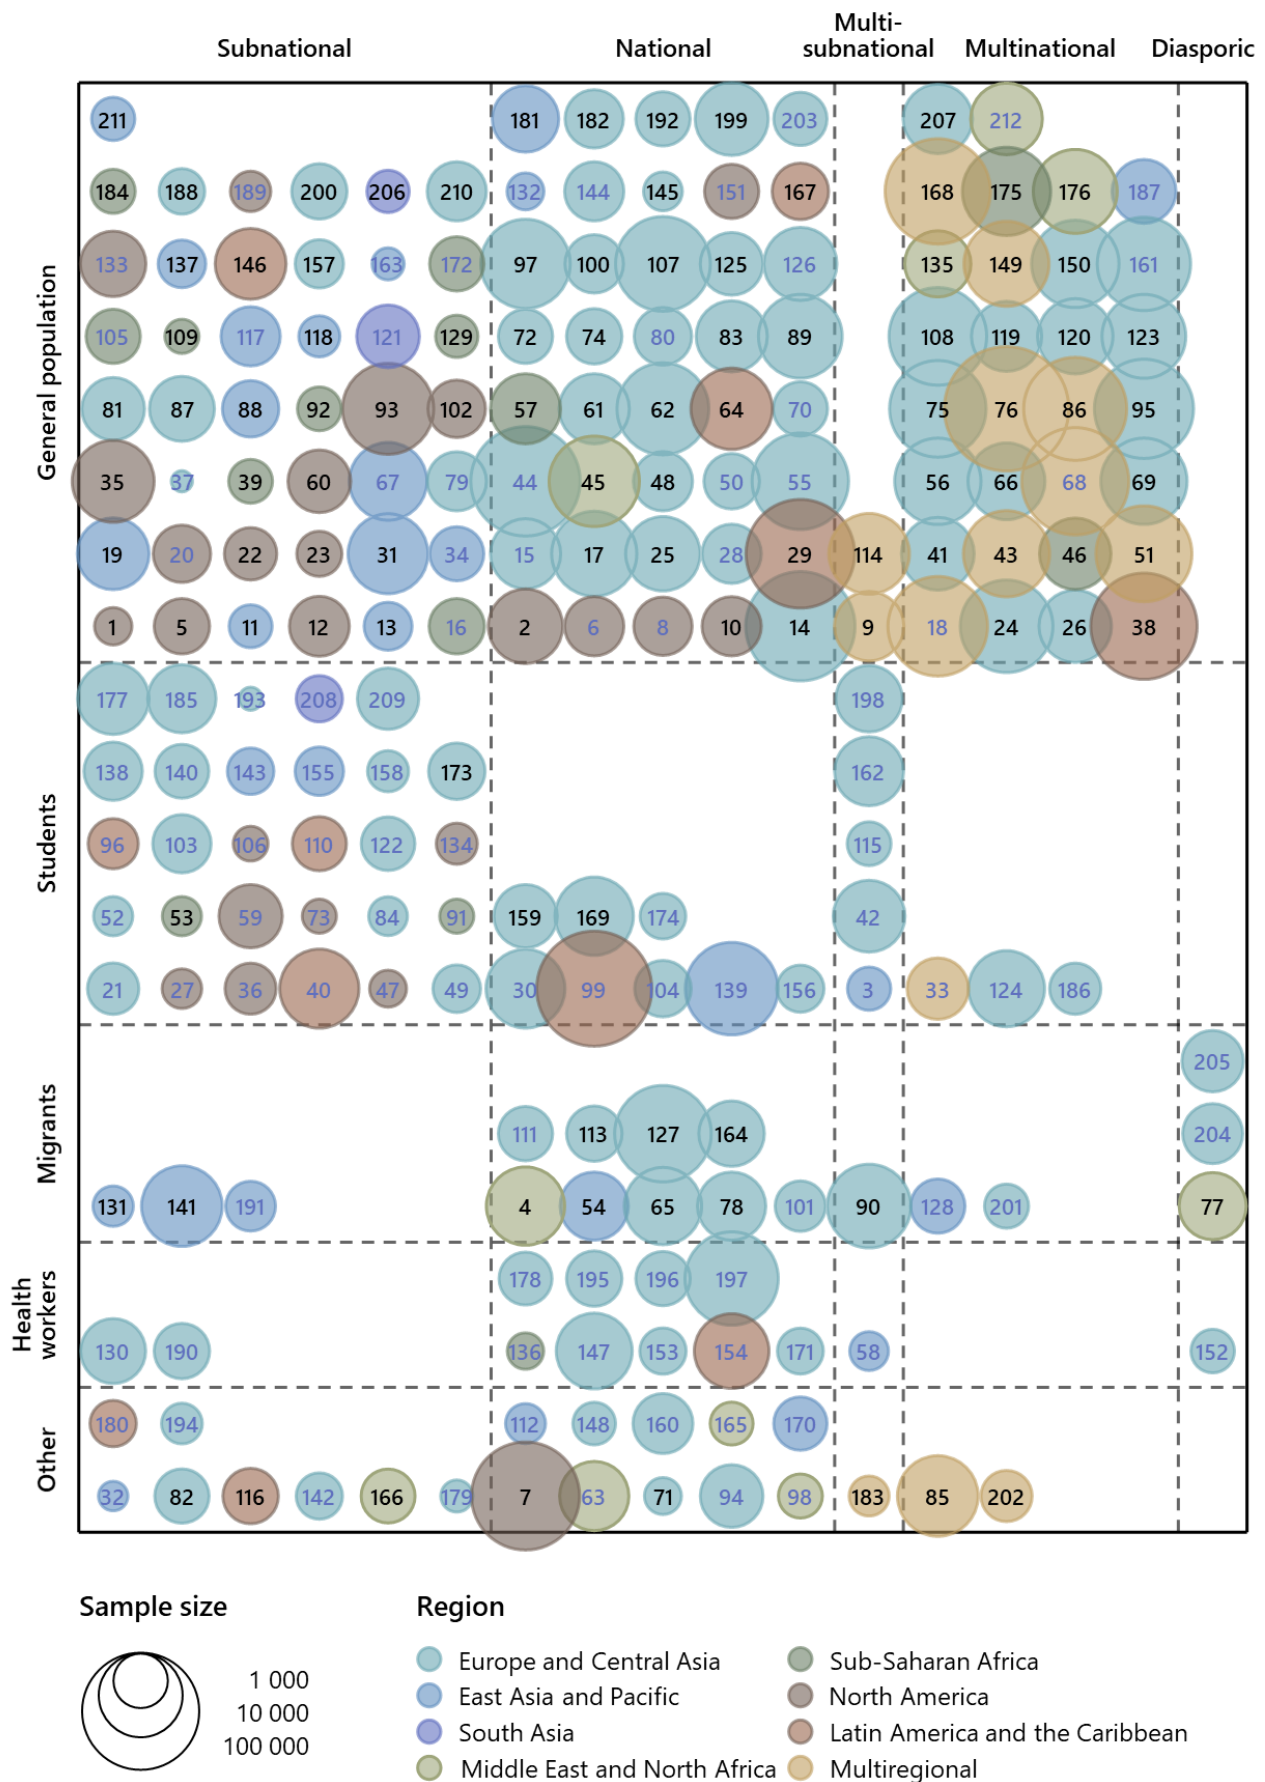 Multi-
Subnational National subnational Multinational Diasporic
211 181 182 192 199 203 207 212
184 188 189 200 206 210 132 144 145 151 167 168 175 176 187
133 137 146 157 163 172 97 100 107 125 126 135 149 150 161
105 109 117 118 121 129 72 74 80 83 89 108 119 120 123
General population
81 87 88 92 93 102 57 61 62 64 70 75 76 86 95
35 37 39 60 67 79 44 45 48 50 55 56 66 68 69
19 20 22 23 31 34 15 17 25 28 29 114 41 43 46 51
1 5 11 12 13 16 2 6 8 10 14 9 18 24 26 38
177 185 193 208 209 198
138 140 143 155 158 173 162
Students
96 103 106 110 122 134 115
52 53 59 73 84 91 159 169 174 42
21 27 36 40 47 49 30 99 104 139 156 3 33 124 186
205
Migrants
111 113 127 164 204
131 141 191 4 54 65 78 101 90 128 201 77
Health
workers
178 195 196 197
130 190 136 147 153 154 171 58 152
Other
180 194 112 148 160 165 170
32 82 116 142 166 179 7 63 71 94 98 183 85 202
Sample size
1 000
10 000
100 000
Region
Europe and Central Asia
East Asia and Pacific
South Asia
Middle East and North Africa
Sub-Saharan Africa
North America
Latin America and the Caribbean
Multiregional